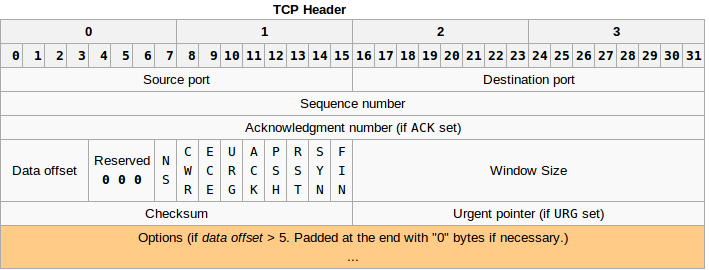 TCP Header
0 1 2 3
0 1 2 3 4 5 6 7 8 9 10 11 12 13 14 15 16 17 18 19 20 21 22 23 24 25 26 27 28 29 30 31
Source port Destination port
Sequence number
Acknowledgment number (if ACK set)
Data offset Reserved 0 0 0 NS CWR ECE URG ACK PSH RST SYN FIN Window Size
Checksum Urgent pointer (if URG set)
Options (if data offset > 5. Padded at the end with "0" bytes if necessary.)
...